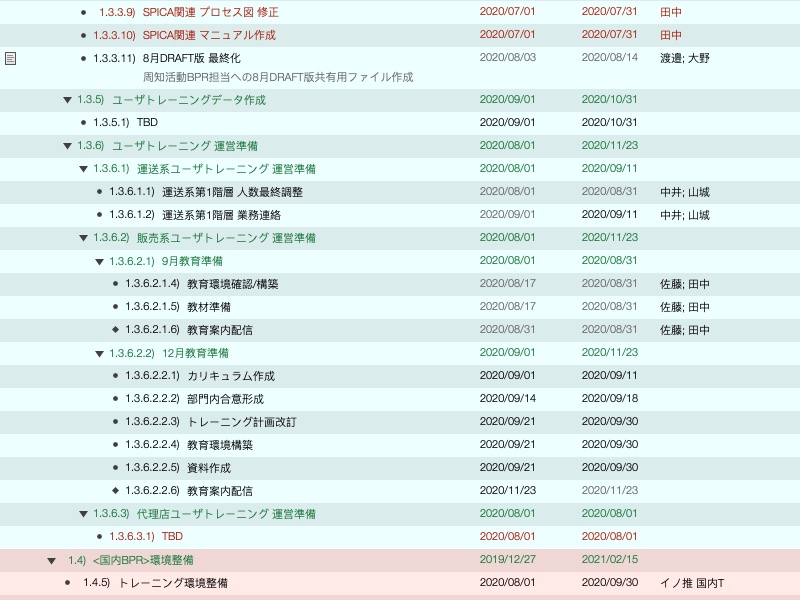 1.3.3.9) SPICA関連 プロセス図 修正 2020/07/01 2020/07/31 田中
1.3.3.10) SPICA関連 マニュアル作成 2020/07/01 2020/07/31 田中
1.3.3.11) 8月DRAFT版 最終化 2020/08/03 2020/08/14 渡邉; 大野
周知活動BPR担当への8月DRAFT版共有用ファイル作成
1.3.5) ユーザトレーニングデータ作成 2020/09/01 2020/10/31
1.3.5.1) TBD 2020/09/01 2020/10/31
1.3.6) ユーザトレーニング 運営準備 2020/08/01 2020/11/23
1.3.6.1) 運送系ユーザトレーニング 運営準備 2020/08/01 2020/09/11
1.3.6.1.1) 運送系第1階層 人数最終調整 2020/08/01 2020/08/31 中井; 山城
1.3.6.1.2) 運送系第1階層 業務連絡 2020/09/01 2020/09/11 中井; 山城
1.3.6.2) 販売系ユーザトレーニング 運営準備 2020/08/01 2020/11/23
1.3.6.2.1) 9月教育準備 2020/08/01 2020/08/31
1.3.6.2.1.4) 教育環境確認/構築 2020/08/17 2020/08/31 佐藤; 田中
1.3.6.2.1.5) 教材準備 2020/08/17 2020/08/31 佐藤; 田中
1.3.6.2.1.6) 教育案内配信 2020/08/31 2020/08/31 佐藤; 田中
1.3.6.2.2) 12月教育準備 2020/09/01 2020/11/23
1.3.6.2.2.1) カリキュラム作成 2020/09/01 2020/09/11
1.3.6.2.2.2) 部門内合意形成 2020/09/14 2020/09/18
1.3.6.2.2.3) トレーニング計画改訂 2020/09/21 2020/09/30
1.3.6.2.2.4) 教育環境構築 2020/09/21 2020/09/30
1.3.6.2.2.5) 資料作成 2020/09/21 2020/09/30
1.3.6.2.2.6) 教育案内配信 2020/11/23 2020/11/23
1.3.6.3) 代理店ユーザトレーニング 運営準備 2020/08/01 2020/08/01
1.3.6.3.1) TBD 2020/08/01 2020/08/01
1.4) <国内BPR>環境整備 2019/12/27 2021/02/15
1.4.5) トレーニング環境整備 2020/08/01 2020/09/30 イノ推 国内T